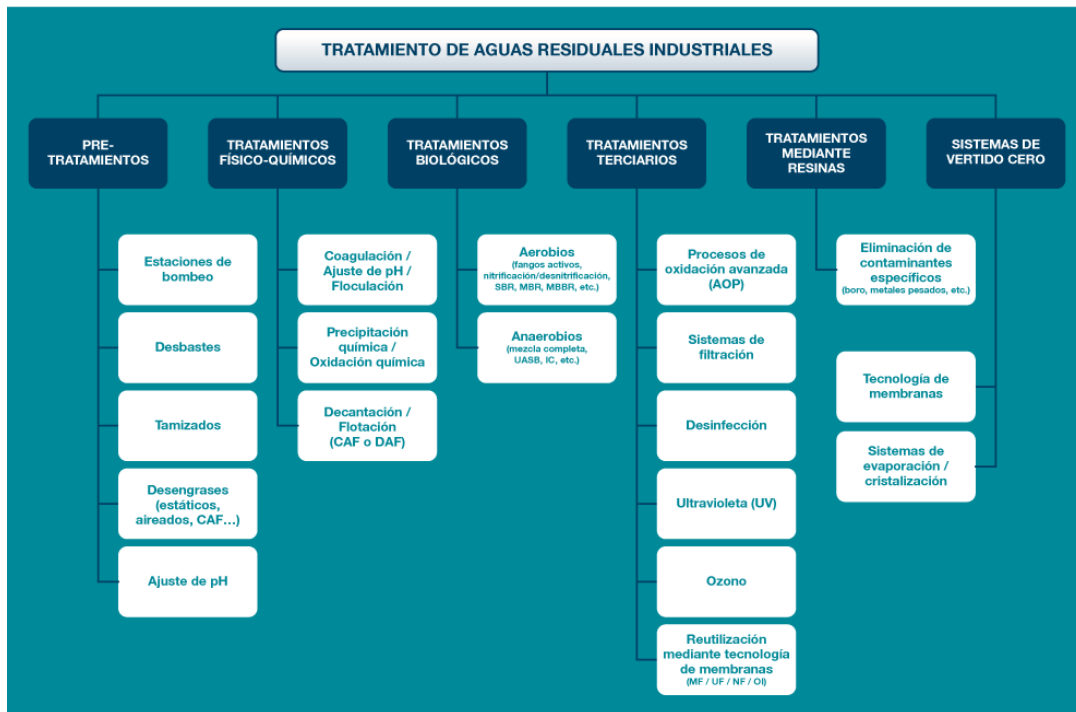 TRATAMIENTO DE AGUAS RESIDUALES INDUSTRIALES
PRE-
TRATAMIENTOS
TRATAMIENTOS
FÍSICO-QUÍMICOS
TRATAMIENTOS
BIOLÓGICOS
TRATAMIENTOS
TERCIARIOS
TRATAMIENTOS
MEDIANTE
RESINAS
SISTEMAS DE
VERTIDO CERO
Estaciones de
bombeo
Desbastes
Tamizados
Desengrases
(estáticos,
aireados, CAF...)
Ajuste de pH
Coagulación /
Ajuste de pH /
Floculación
Precipitación
química /
Oxidación química
Decantación /
Flotación
(CAF o DAF)
Aerobios
(fangos activos,
nitrificación/desnitrificación,
SBR, MBR, MBBR, etc.)
Anaerobios
(mezcla completa,
UASB, IC, etc.)
Procesos de
oxidación avanzada
(AOP)
Sistemas de
filtración
Desinfección
Ultravioleta (UV)
Ozono
Reutilización
mediante tecnología
de membranas
(MF / UF / NF / OI)
Eliminación de
contaminantes
específicos
(boro, metales pesados, etc.)
Tecnología de
membranas
Sistemas de
evaporación /
cristalización